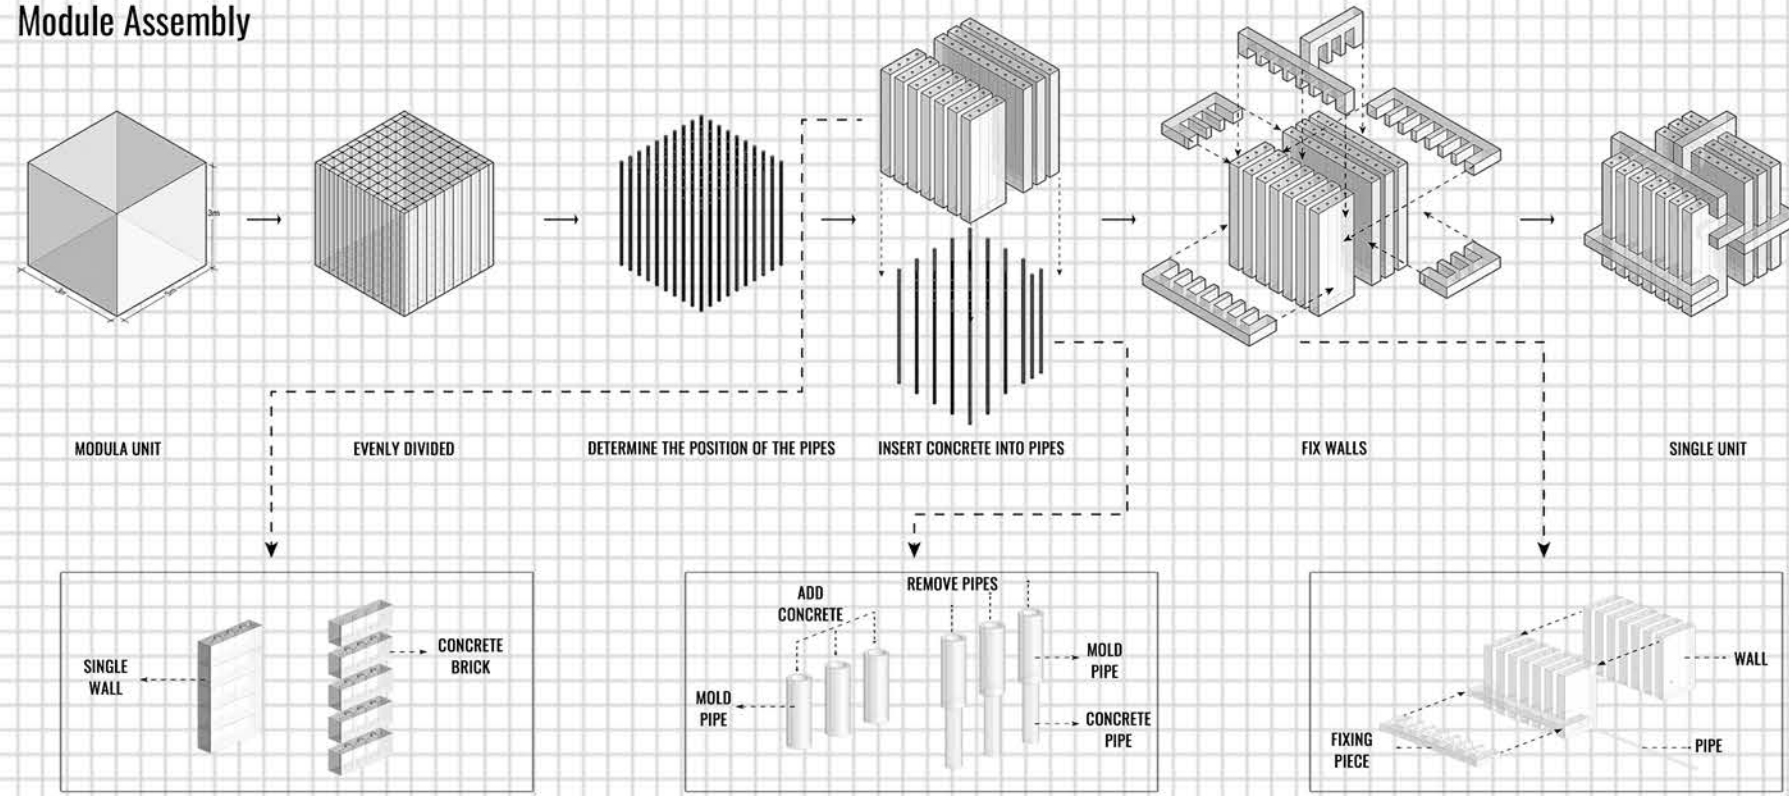 Module Assembly
3m
MODULA UNIT
EVENLY DIVIDED
DETERMINE THE POSITION OF THE PIPES
INSERT CONCRETE INTO PIPES
FIX WALLS
SINGLE UNIT
SINGLE
WALL
CONCRETE
BRICK
ADD
CONCRETE
REMOVE PIPES
MOLD
PIPE
MOLD
PIPE
CONCRETE
PIPE
WALL
FIXING
PIECE
PIPE